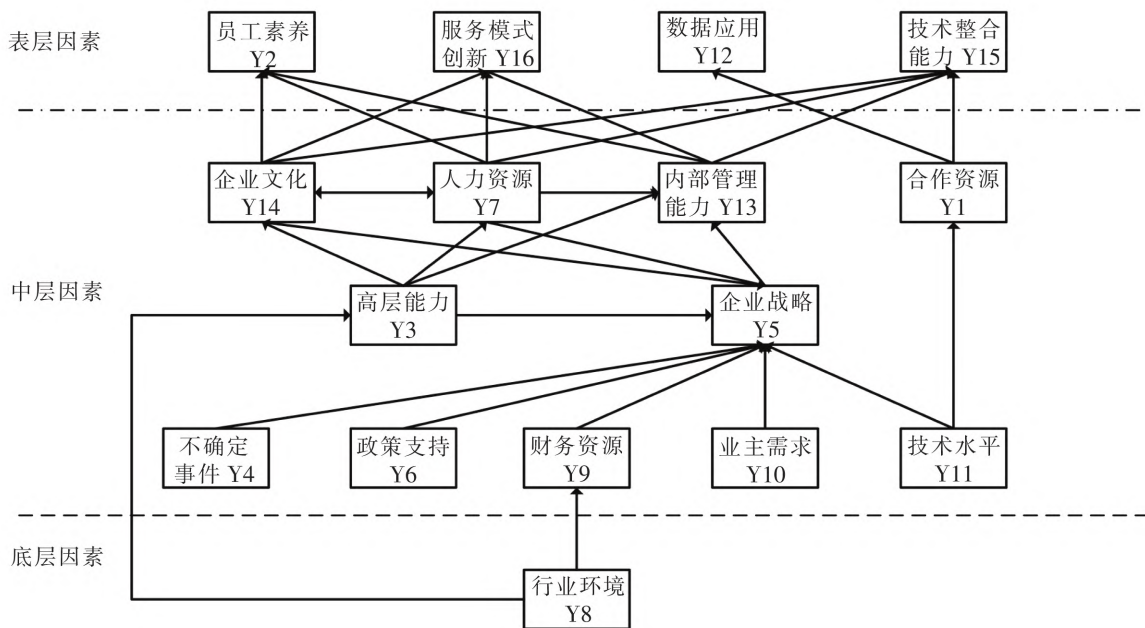 表层因素
员工素养
Y2
服务模式
创新 Y16
数据应用
Y12
技术整合
能力 Y15
企业文化
Y14
人力资源
Y7
内部管理
能力 Y13
合作资源
Y1
中层因素
高层能力
Y3
企业战略
Y5
不确定
事件 Y4
政策支持
Y6
财务资源
Y9
业主需求
Y10
技术水平
Y11
底层因素
行业环境
Y8